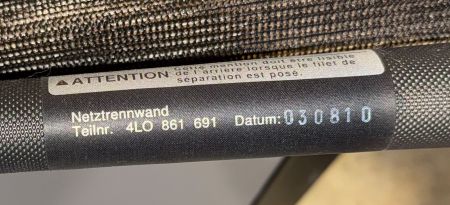 Cette mention doit être lisible
▲ATTENTION de l'arrière lorsque le filet de
séparation est posé.
Netztrennwand
Teilnr. 4LO 861 691 Datum: 030810